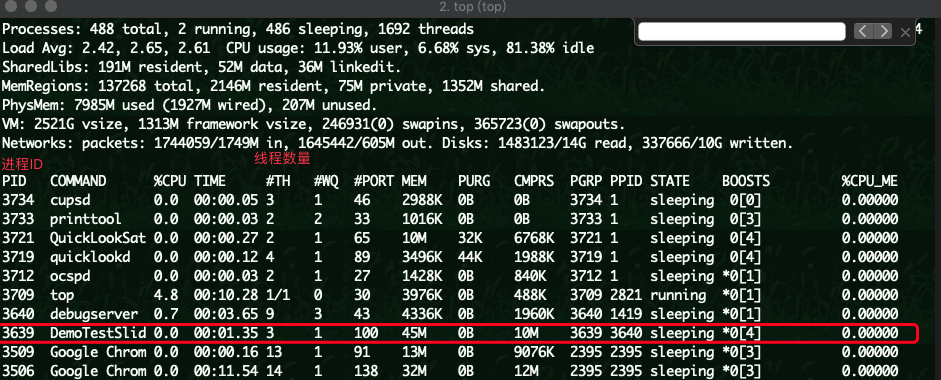 2. top (top)
Processes: 488 total, 2 running, 486 sleeping, 1692 threads
Load Avg: 2.42, 2.65, 2.61  CPU usage: 11.93% user, 6.68% sys, 81.38% idle
SharedLibs: 191M resident, 52M data, 36M linkedit.
MemRegions: 137268 total, 2146M resident, 75M private, 1352M shared.
PhysMem: 7985M used (1927M wired), 207M unused.
VM: 2521G vsize, 1313M framework vsize, 246931(0) swapins, 365723(0) swapouts.
Networks: packets: 1744059/1749M in, 1645442/605M out. Disks: 1483123/14G read, 337666/10G written.
进程ID 线程数量
PID COMMAND %CPU TIME #TH #WQ #PORT MEM PURG CMPRS PGRP PPID STATE BOOSTS %CPU_ME
3734 cupsd 0.0 00:00.05 3 1 46 2988K 0B 0B 3734 1 sleeping 0[0] 0.00000
3733 printtool 0.0 00:00.03 2 2 33 1016K 0B 0B 3733 1 sleeping 0[3] 0.00000
3721 QuickLookSat 0.0 00:00.27 2 1 65 10M 32K 6768K 3721 1 sleeping 0[4] 0.00000
3719 quicklookd 0.0 00:00.12 4 1 89 3496K 44K 1988K 3719 1 sleeping 0[4] 0.00000
3712 ocspd 0.0 00:00.03 2 1 27 1428K 0B 840K 3712 1 sleeping *0[1] 0.00000
3709 top 4.8 00:10.28 1/1 0 30 3976K 0B 488K 3709 2821 running *0[1] 0.00000
3640 debugserver 0.7 00:03.65 9 3 43 4336K 0B 1960K 3640 1419 sleeping *0[1] 0.00000
3639 DemoTestSlid 0.0 00:01.35 3 1 100 45M 0B 10M 3639 3640 sleeping *0[4] 0.00000
3509 Google Chrom 0.0 00:00.16 13 1 91 13M 0B 9076K 2395 2395 sleeping *0[3] 0.00000
3506 Google Chrom 0.0 00:11.54 14 1 138 32M 0B 12M 2395 2395 sleeping *0[3] 0.00000